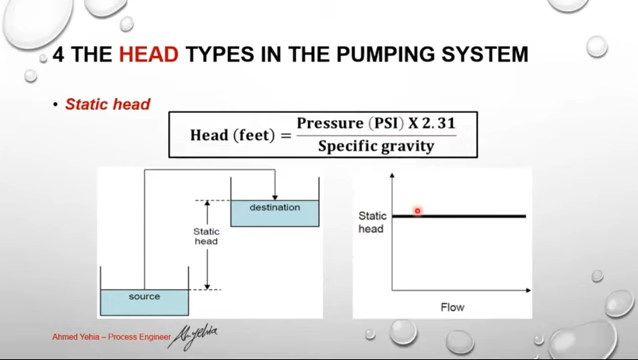 4 THE HEAD TYPES IN THE PUMPING SYSTEM
• Static head
Head (feet) = Pressure (PSI) X 2.31 / Specific gravity
destination
Static
head
source
Static
head
Flow
Ahmed Yehia – Process Engineer